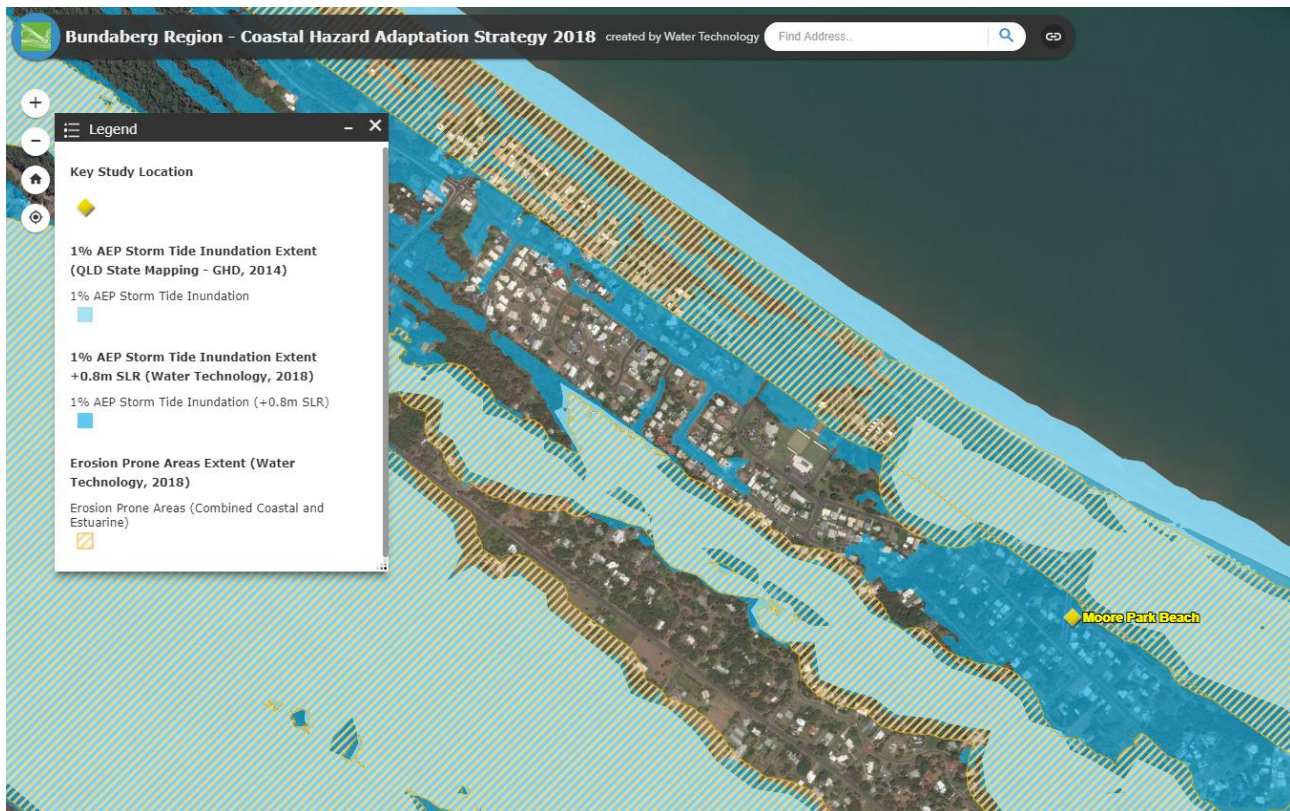 Bundaberg Region - Coastal Hazard Adaptation Strategy 2018 created by Water Technology
Find Address..
Legend
Key Study Location
1% AEP Storm Tide Inundation Extent
(QLD State Mapping - GHD, 2014)
1% AEP Storm Tide Inundation
1% AEP Storm Tide Inundation Extent
+0.8m SLR (Water Technology, 2018)
1% AEP Storm Tide Inundation (+0.8m SLR)
Erosion Prone Areas Extent (Water
Technology, 2018)
Erosion Prone Areas (Combined Coastal and
Estuarine)
Moore Park Beach